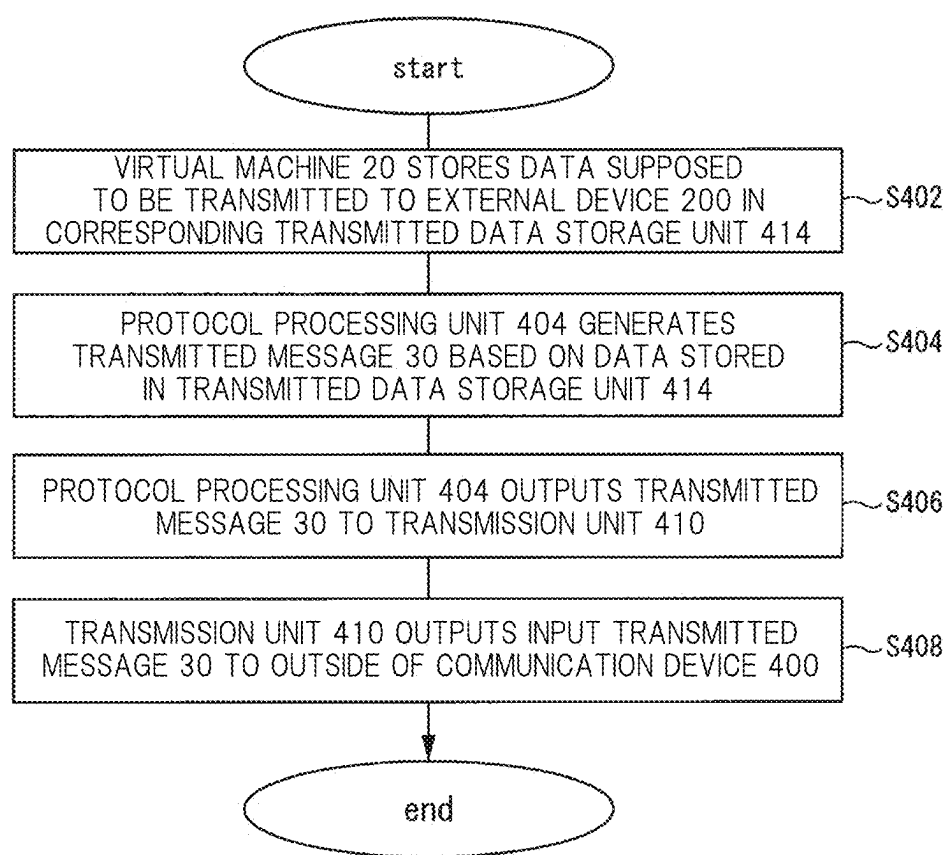 start
VIRTUAL MACHINE 20 STORES DATA SUPPOSED
TO BE TRANSMITTED TO EXTERNAL DEVICE 200 IN
CORRESPONDING TRANSMITTED DATA STORAGE UNIT 414
S402
PROTOCOL PROCESSING UNIT 404 GENERATES
TRANSMITTED MESSAGE 30 BASED ON DATA STORED
IN TRANSMITTED DATA STORAGE UNIT 414
S404
PROTOCOL PROCESSING UNIT 404 OUTPUTS TRANSMITTED
MESSAGE 30 TO TRANSMISSION UNIT 410
S406
TRANSMISSION UNIT 410 OUTPUTS INPUT TRANSMITTED
MESSAGE 30 TO OUTSIDE OF COMMUNICATION DEVICE 400
S408
end